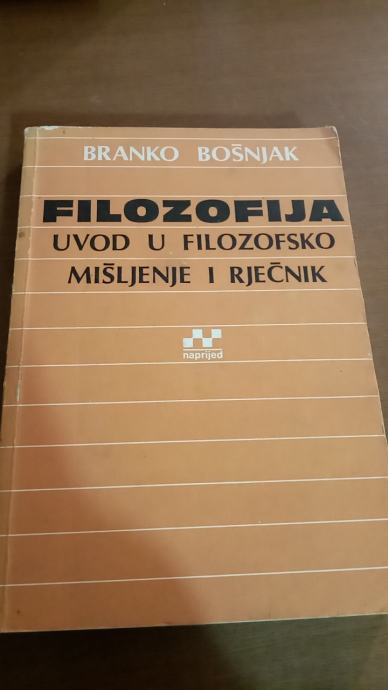 BRANKO BOŠNJAK
FILOZOFIJA
UVOD U FILOZOFSKO
MIŠLJENJE I RJEČNIK
naprijed